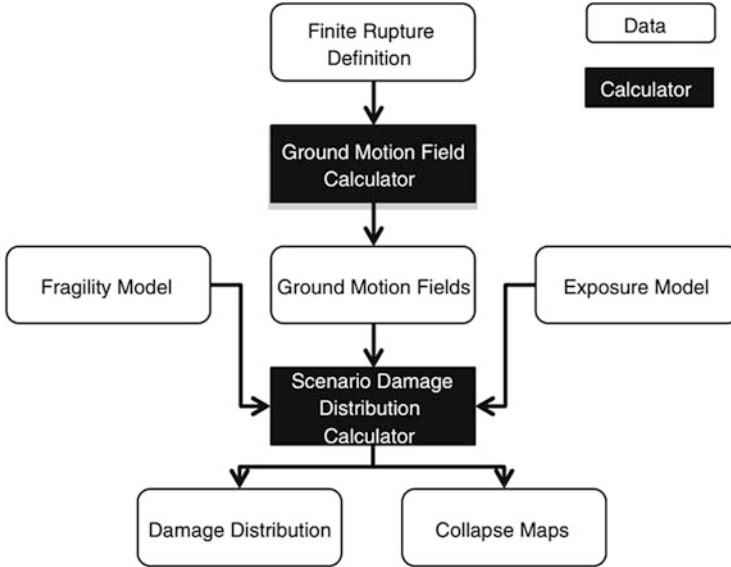 Finite Rupture
Definition
Data
Calculator
Ground Motion Field
Calculator
Fragility Model
Ground Motion Fields
Exposure Model
Scenario Damage
Distribution
Calculator
Damage Distribution
Collapse Maps